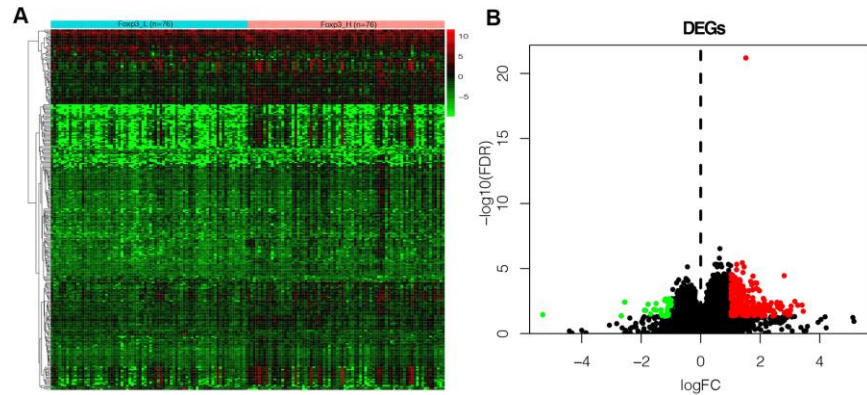 A
Foxp3_L (n=76)
Foxp3_H (n=76)
10
5
0
−5
B
DEGs
−log10(FDR)
20
15
10
5
0
−4
−2
0
2
4
logFC